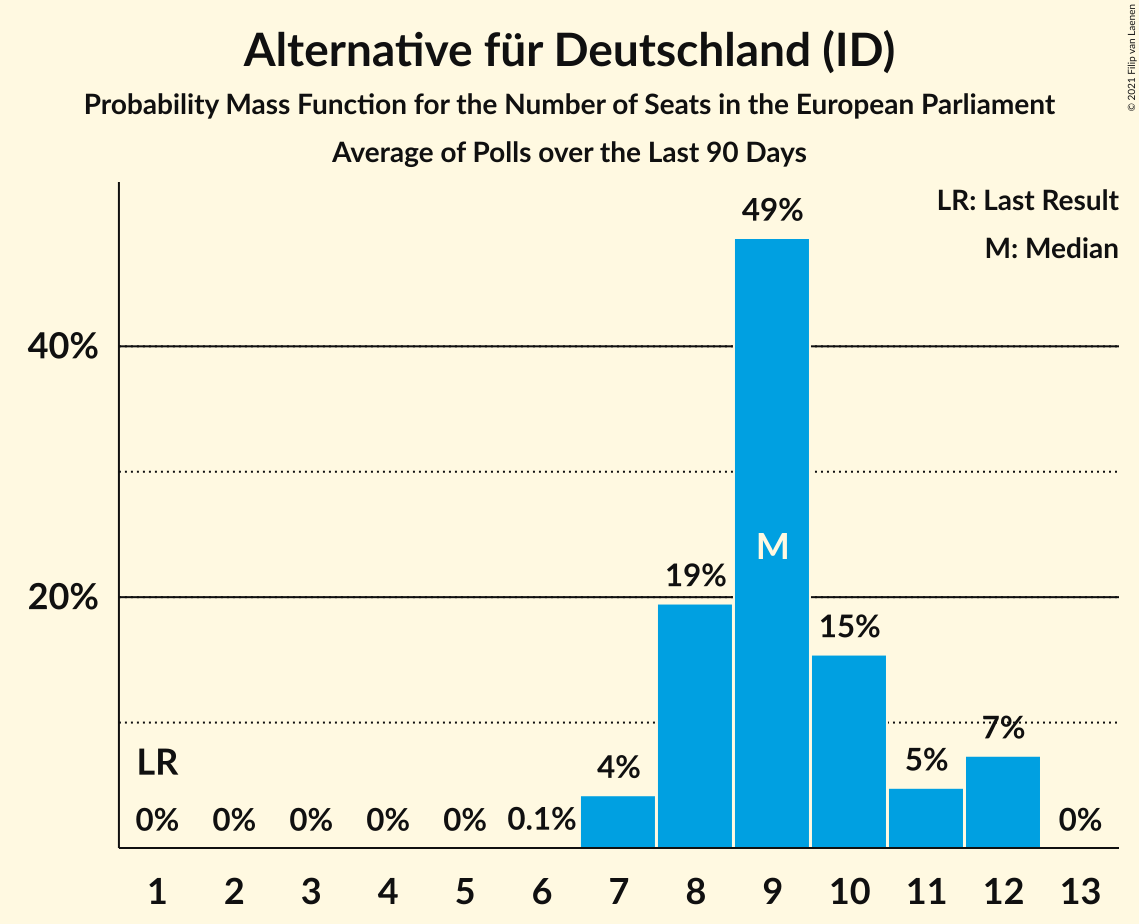 Alternative für Deutschland (ID)
Probability Mass Function for the Number of Seats in the European Parliament
Average of Polls over the Last 90 Days
© 2021 Filip van Laenen
LR: Last Result
M: Median
49%
40%
M
19%
20%
15%
7%
LR
4%
5%
0%
0%
0%
0%
0%
0.1%
0%
1 2 3 4 5 6 7 8 9 10 11 12 13